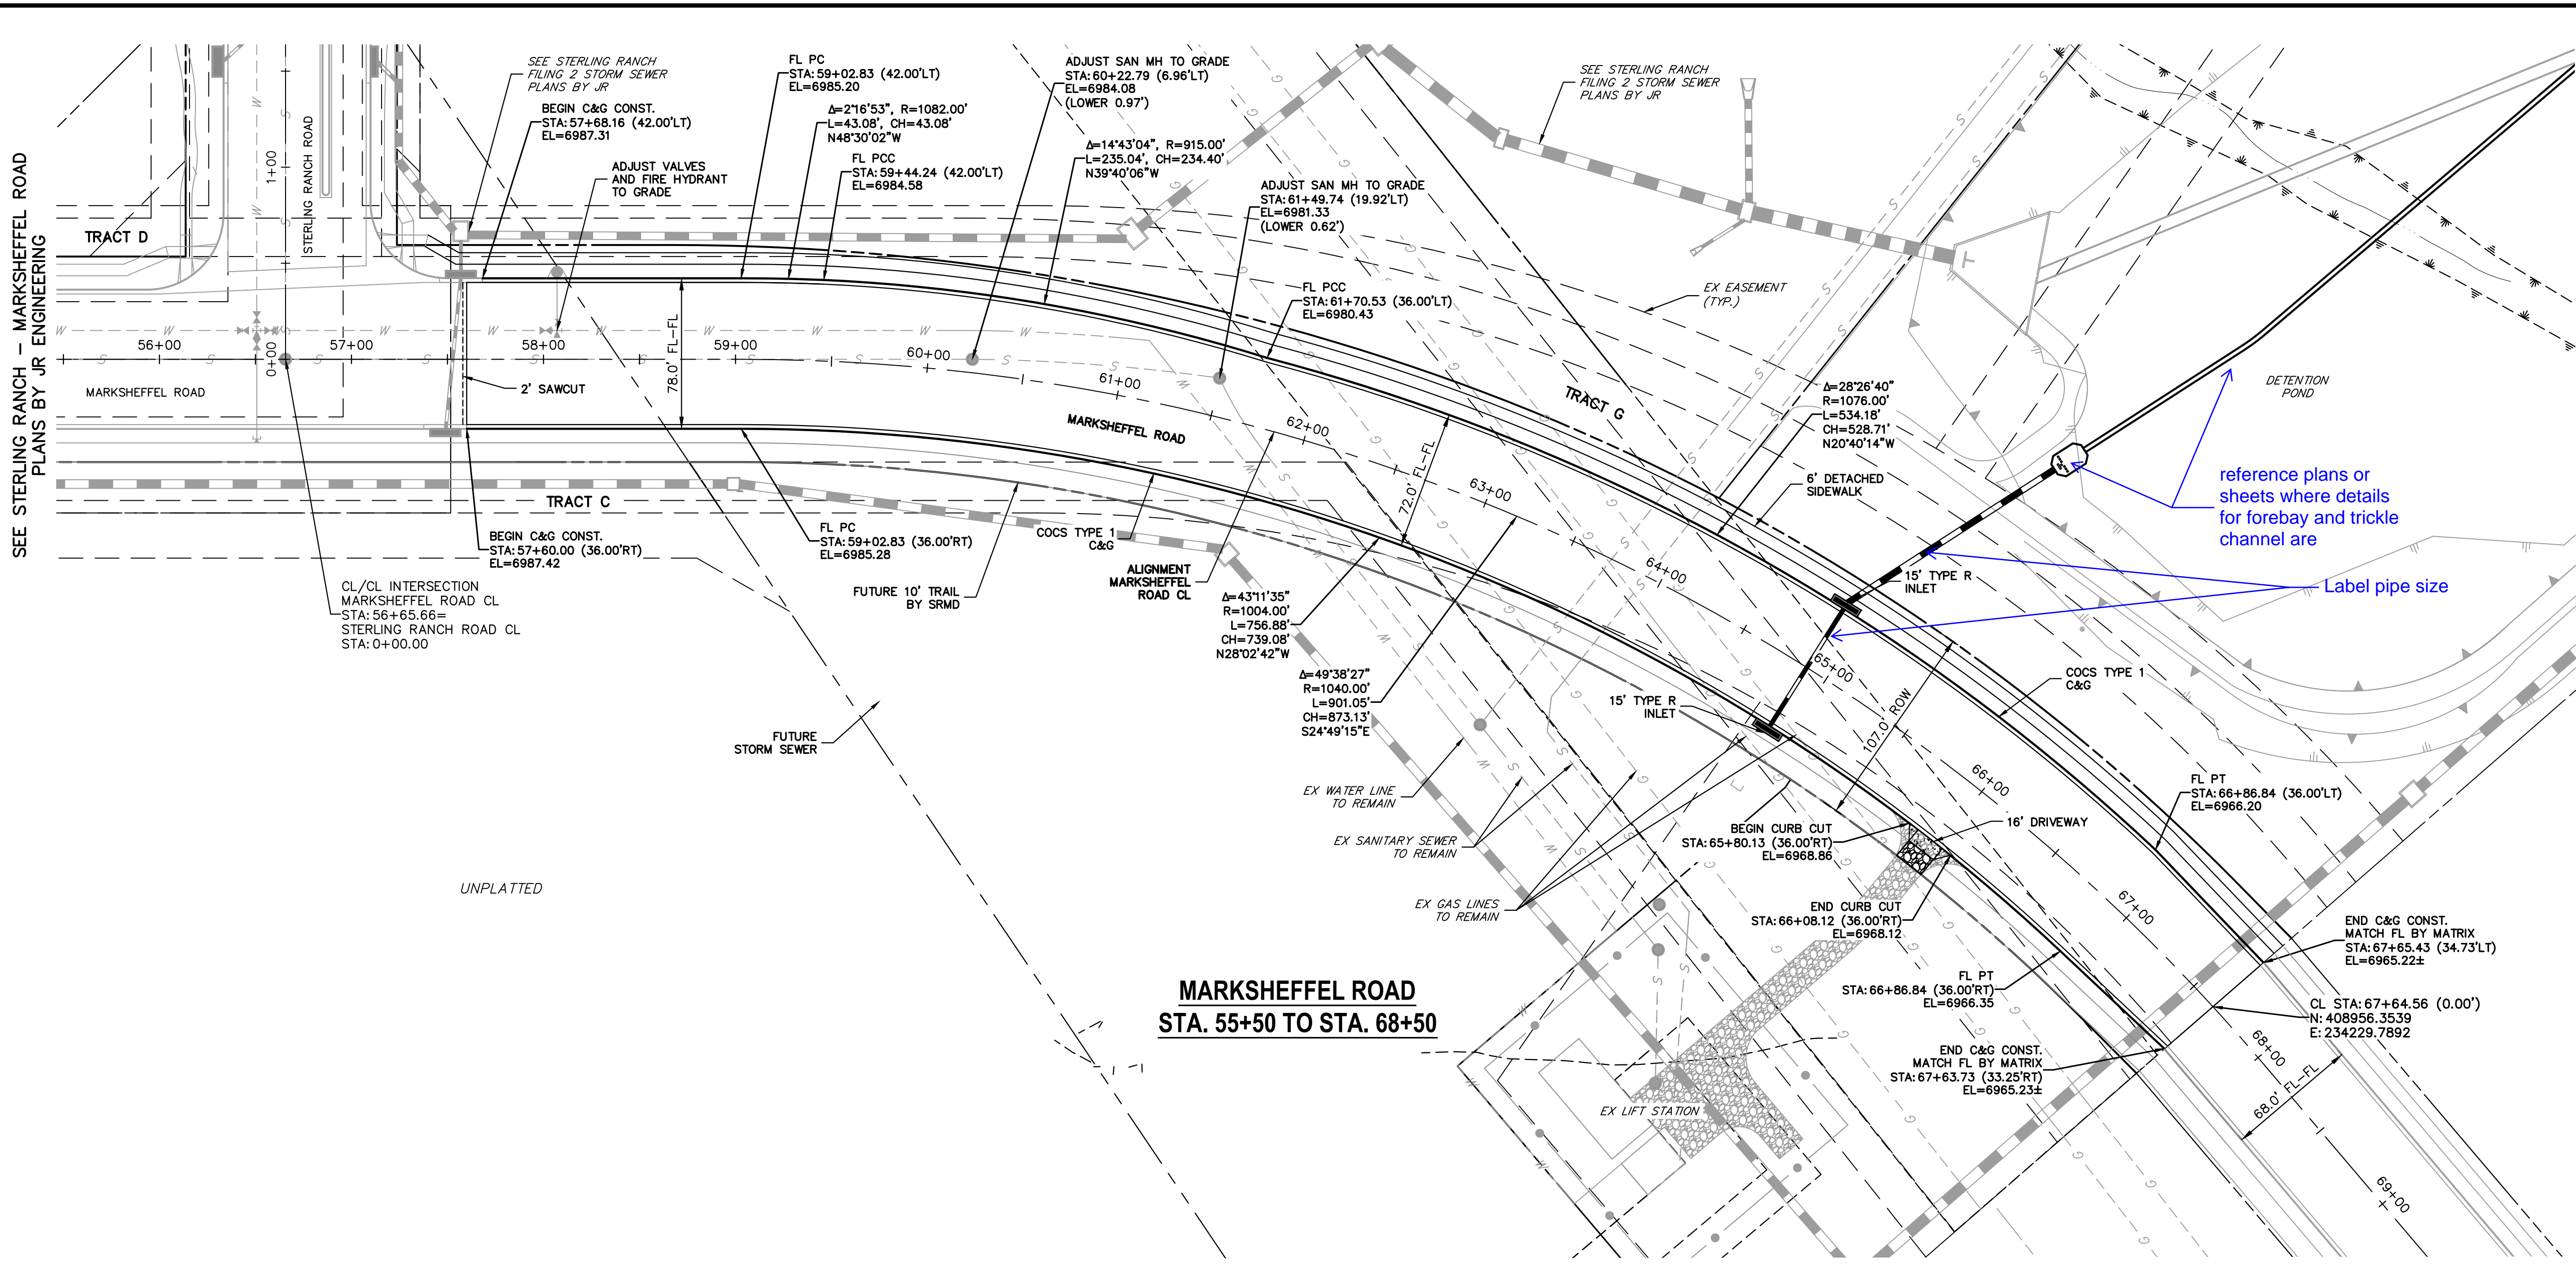 SEE STERLING RANCH - MARKSHEFFEL ROAD
PLANS BY JR ENGINEERING
TRACT D
STERLING RANCH ROAD
1+00
0+00
SEE STERLING RANCH
FILING 2 STORM SEWER
PLANS BY JR
BEGIN C&G CONST.
STA: 57+68.16 (42.00'LT)
EL=6987.31
ADJUST VALVES
AND FIRE HYDRANT
TO GRADE
FL PC
STA: 59+02.83 (42.00'LT)
EL=6985.20
Δ=2°16'53", R=1082.00'
L=43.08', CH=43.08'
N48°30'02"W
FL PCC
STA: 59+44.24 (42.00'LT)
EL=6984.58
ADJUST SAN MH TO GRADE
STA: 60+22.79 (6.96'LT)
EL=6984.08
(LOWER 0.97')
Δ=14°43'04", R=915.00'
L=235.04', CH=234.40'
N39°40'06"W
ADJUST SAN MH TO GRADE
STA: 61+49.74 (19.92'LT)
EL=6981.33
(LOWER 0.62')
FL PCC
STA: 61+70.53 (36.00'LT)
EL=6980.43
SEE STERLING RANCH
FILING 2 STORM SEWER
PLANS BY JR
EX EASEMENT
(TYP.)
TRACT G
Δ=28°26'40"
R=1076.00'
L=534.18'
CH=528.71'
N20°40'14"W
6' DETACHED
SIDEWALK
DETENTION
POND
reference plans or
sheets where details
for forebay and trickle
channel are
Label pipe size
15' TYPE R
INLET
56+00
57+00
58+00
59+00
60+00
61+00
62+00
63+00
64+00
65+00
66+00
67+00
68+00
69+00
MARKSHEFFEL ROAD
2' SAWCUT
78.0' FL-FL
MARKSHEFFEL ROAD
72.0' FL-FL
TRACT C
BEGIN C&G CONST.
STA: 57+60.00 (36.00'RT)
EL=6987.42
FL PC
STA: 59+02.83 (36.00'RT)
EL=6985.28
COCS TYPE 1
C&G
FUTURE 10' TRAIL
BY SRMD
ALIGNMENT
MARKSHEFFEL
ROAD CL
Δ=43°11'35"
R=1004.00'
L=756.88'
CH=739.08'
N28°02'42"W
Δ=49°38'27"
R=1040.00'
L=901.05'
CH=873.13'
S24°49'15"E
CL/CL INTERSECTION
MARKSHEFFEL ROAD CL
STA: 56+65.66=
STERLING RANCH ROAD CL
STA: 0+00.00
FUTURE
STORM SEWER
15' TYPE R
INLET
107.0' ROW
COCS TYPE 1
C&G
EX WATER LINE
TO REMAIN
EX SANITARY SEWER
TO REMAIN
EX GAS LINES
TO REMAIN
BEGIN CURB CUT
STA: 65+80.13 (36.00'RT)
EL=6968.86
16' DRIVEWAY
FL PT
STA: 66+86.84 (36.00'LT)
EL=6966.20
UNPLATTED
END CURB CUT
STA: 66+08.12 (36.00'RT)
EL=6968.12
END C&G CONST.
MATCH FL BY MATRIX
STA: 67+65.43 (34.73'LT)
EL=6965.22±
FL PT
STA: 66+86.84 (36.00'RT)
EL=6966.35
CL STA: 67+64.56 (0.00')
N: 408956.3539
E: 234229.7892
END C&G CONST.
MATCH FL BY MATRIX
STA: 67+63.73 (33.25'RT)
EL=6965.23±
68.0' FL-FL
EX LIFT STATION
MARKSHEFFEL ROAD
STA. 55+50 TO STA. 68+50